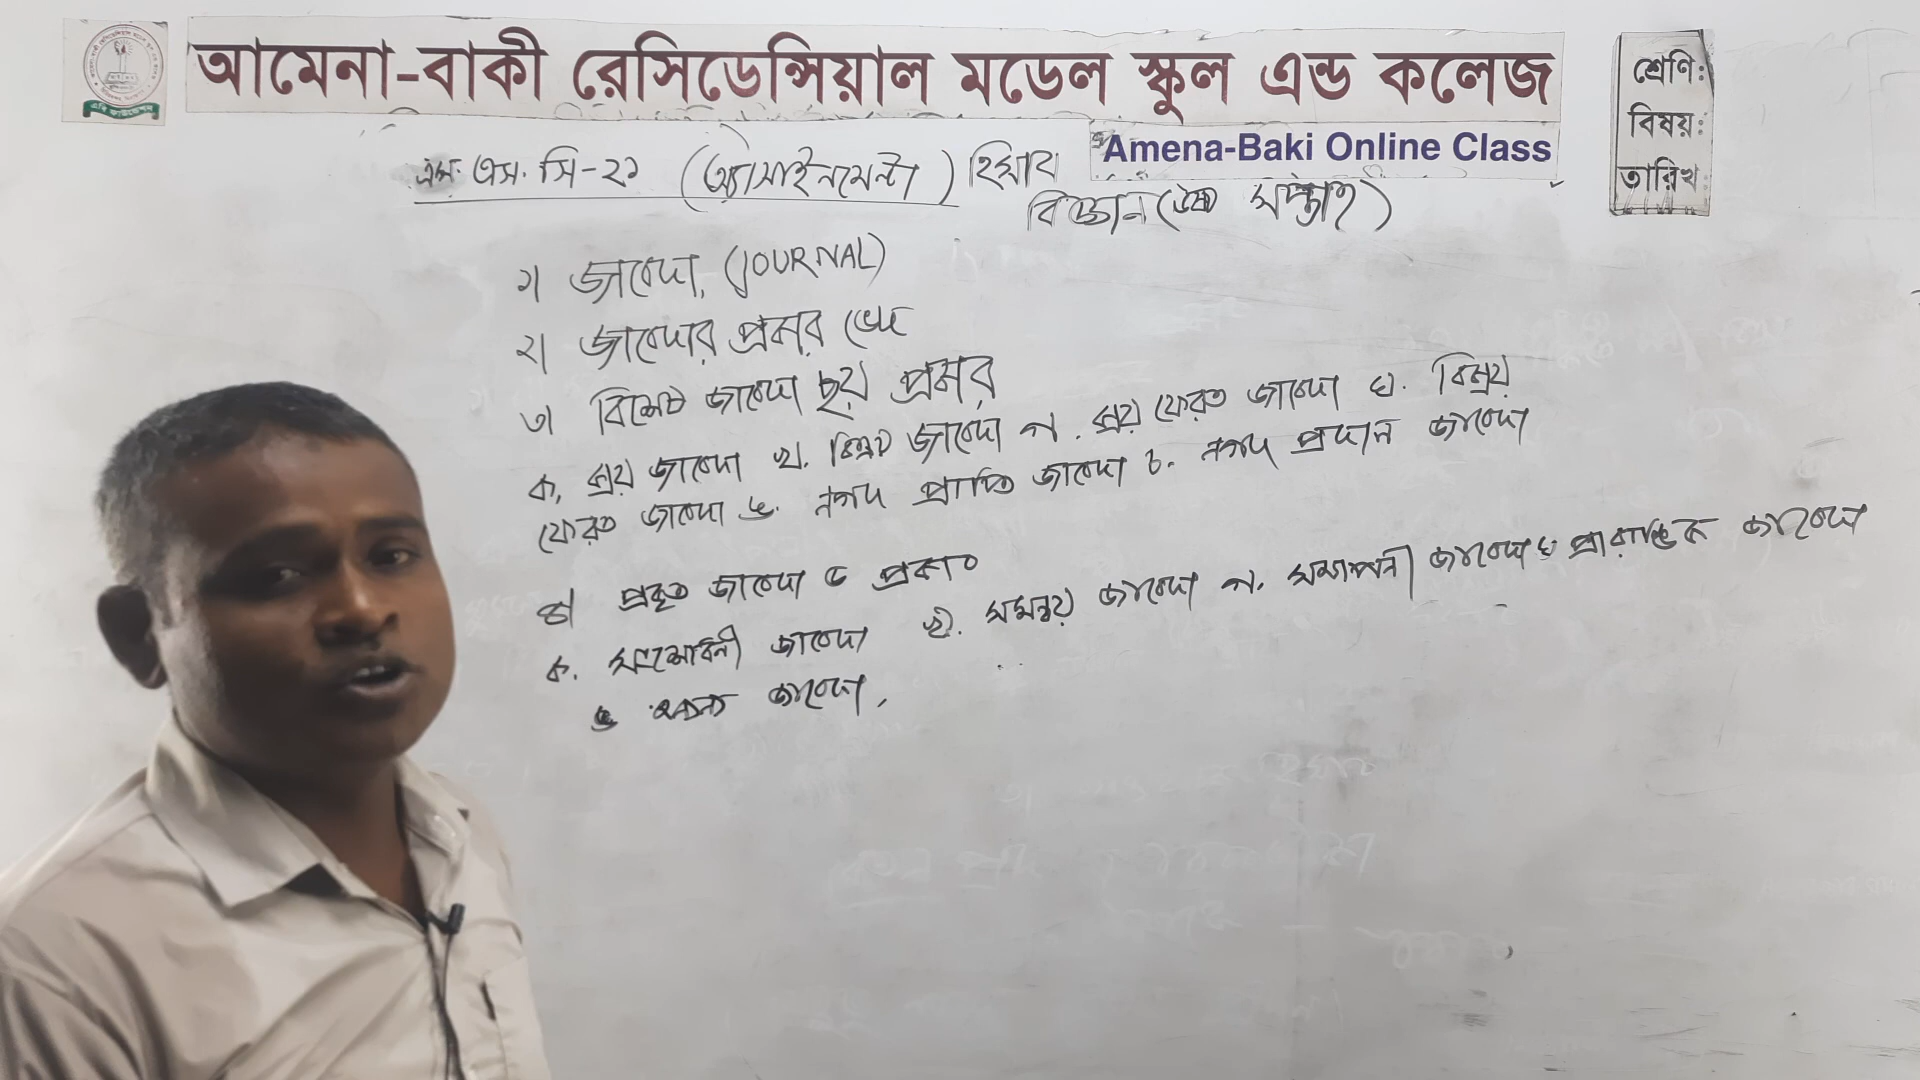 আমেনা-বাকী রেসিডেন্সিয়াল মডেল স্কুল এন্ড কলেজ
শ্রেণি:
বিষয়:
তারিখ
Amena-Baki Online Class
এস. এস. সি-২১ (অ্যাসাইনমেন্ট) হিসাব
বিজ্ঞান ( সপ্তাহ)
১। জাবেদা, (JOURNAL)
২। জাবেদার প্রকার ভেদ
৩। বিশেষ জাবেদা ছয় প্রকার
ক. ক্রয় জাবেদা খ. বিক্রয় জাবেদা গ. ক্রয় ফেরত জাবেদা ঘ. বিক্রয়
ফেরত জাবেদা ঙ. নগদ প্রাপ্তি জাবেদা চ. নগদ প্রদান জাবেদা
৪। প্রকৃত জাবেদা ৫ প্রকার
ক. সংশোধনী জাবেদা খ. সমন্বয় জাবেদা গ. সমাপনী জাবেদা ঘ প্রারম্ভিক জাবেদা
ঙ অন্যান্য জাবেদা,